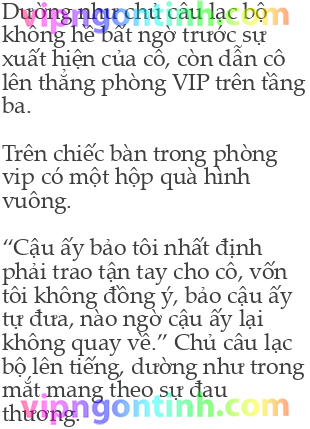 Dường như chủ câu lạc bộ
không hề bất ngờ trước sự
xuất hiện của cô, còn dẫn cô
lên thẳng phòng VIP trên tầng
ba.
Trên chiếc bàn trong phòng
vip có một hộp quà hình
vuông.
“Cậu ấy bảo tôi nhất định
phải trao tận tay cho cô, vốn
tôi không đồng ý, bảo cậu ấy
tự đưa, nào ngờ cậu ấy lại
không quay về.” Chủ câu lạc
bộ lên tiếng, dường như trong
mắt mang theo sự đau
thương.
vipngontinh.com
vipngontinh.com